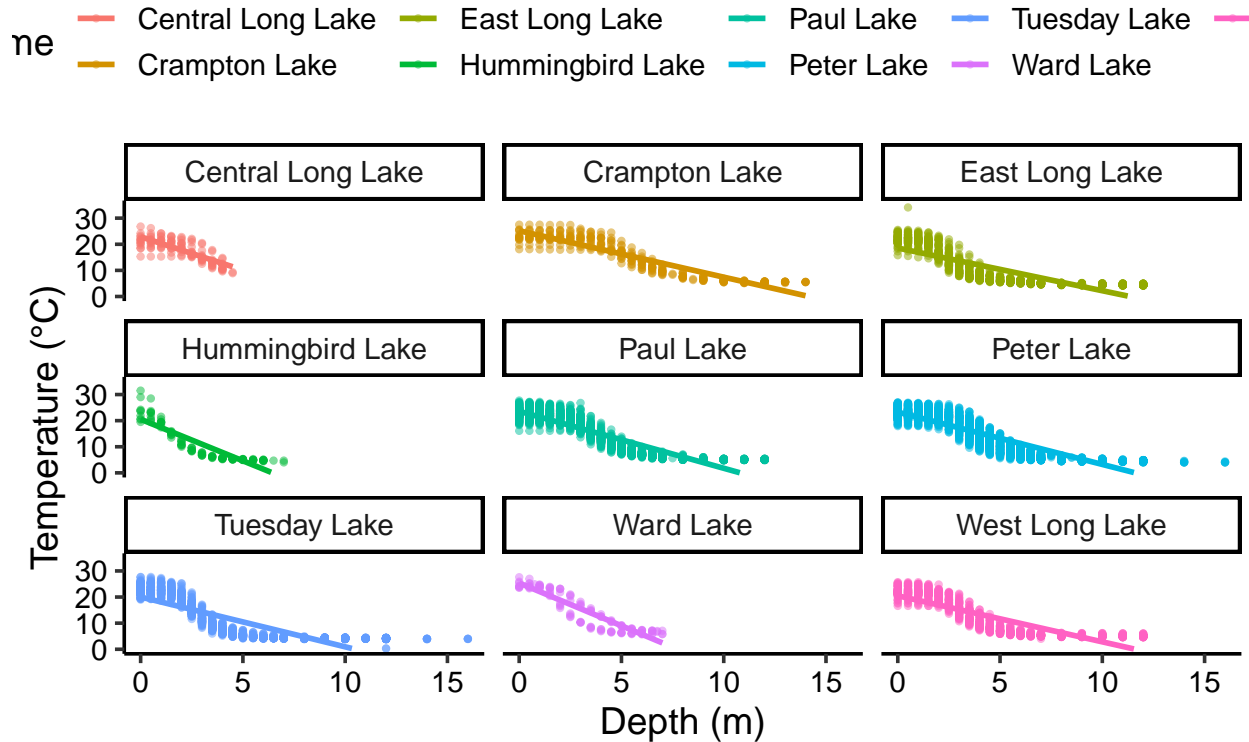 Central Long Lake East Long Lake Paul Lake Tuesday Lake
me
Crampton Lake Hummingbird Lake Peter Lake Ward Lake
Central Long Lake Crampton Lake East Long Lake
30
20
10
0
Hummingbird Lake Paul Lake Peter Lake
30
20
10
0
Tuesday Lake Ward Lake West Long Lake
30
20
10
0
Temperature (°C)
0 5 10 15 0 5 10 15 0 5 10 15
Depth (m)